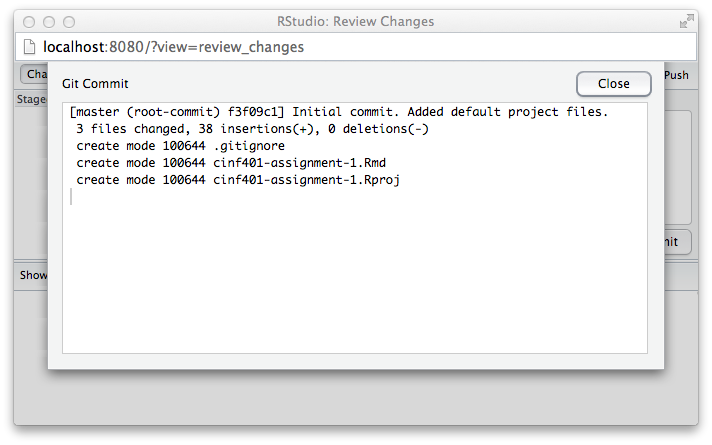 RStudio: Review Changes
localhost:8080/?view=review_changes
Cha
Push
Git Commit
Close
Stage
[master (root-commit) f3f09c1] Initial commit. Added default project files.
3 files changed, 38 insertions(+), 0 deletions(-)
create mode 100644 .gitignore
create mode 100644 cinf401-assignment-1.Rmd
create mode 100644 cinf401-assignment-1.Rproj
nit
Show